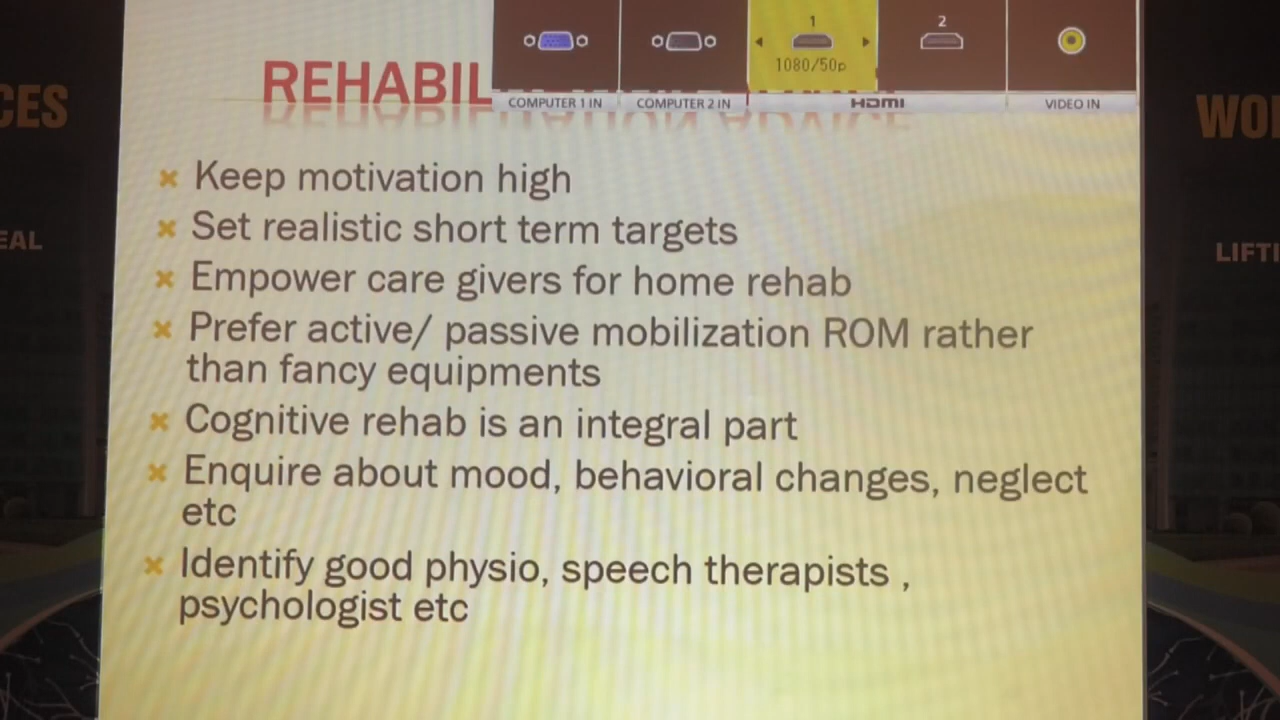 1
2
1080/50p
COMPUTER 1 IN
COMPUTER 2 IN
HDMI
VIDEO IN
CES
REHABIL
WO
EAL
LIFTI
Keep motivation high
Set realistic short term targets
Empower care givers for home rehab
Prefer active/ passive mobilization ROM rather
than fancy equipments
Cognitive rehab is an integral part
Enquire about mood, behavioral changes, neglect
etc
Identify good physio, speech therapists ,
psychologist etc